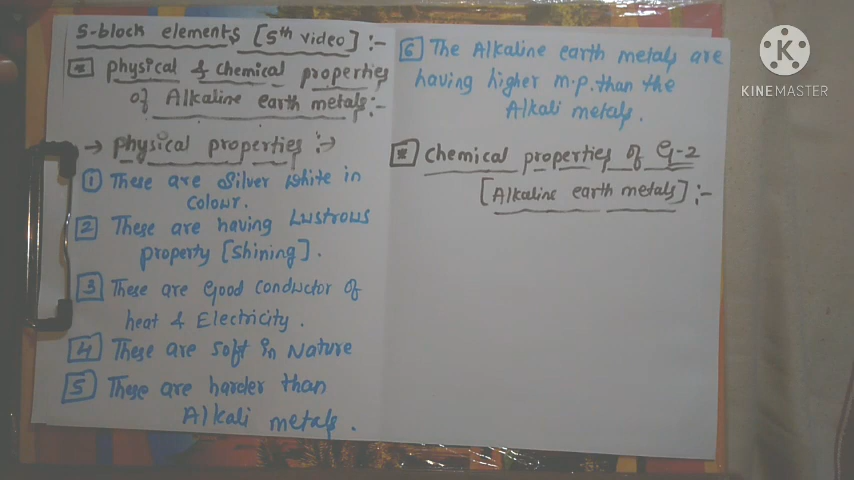 S-block elements [5th video] :-
* Physical & chemical properties
of Alkaline earth metals :-
→ Physical properties :→
1 These are Silver White in
Colour.
2 These are having Lustrous
property [Shining].
3 These are Good Conductor of
heat & Electricity.
4 These are Soft in Nature
5 These are harder than
Alkali metals.
6 The Alkaline earth metals are
having higher m.p. than the
Alkali metals.
* Chemical properties of G-2
[Alkaline earth metals] :-
K
KINEMASTER